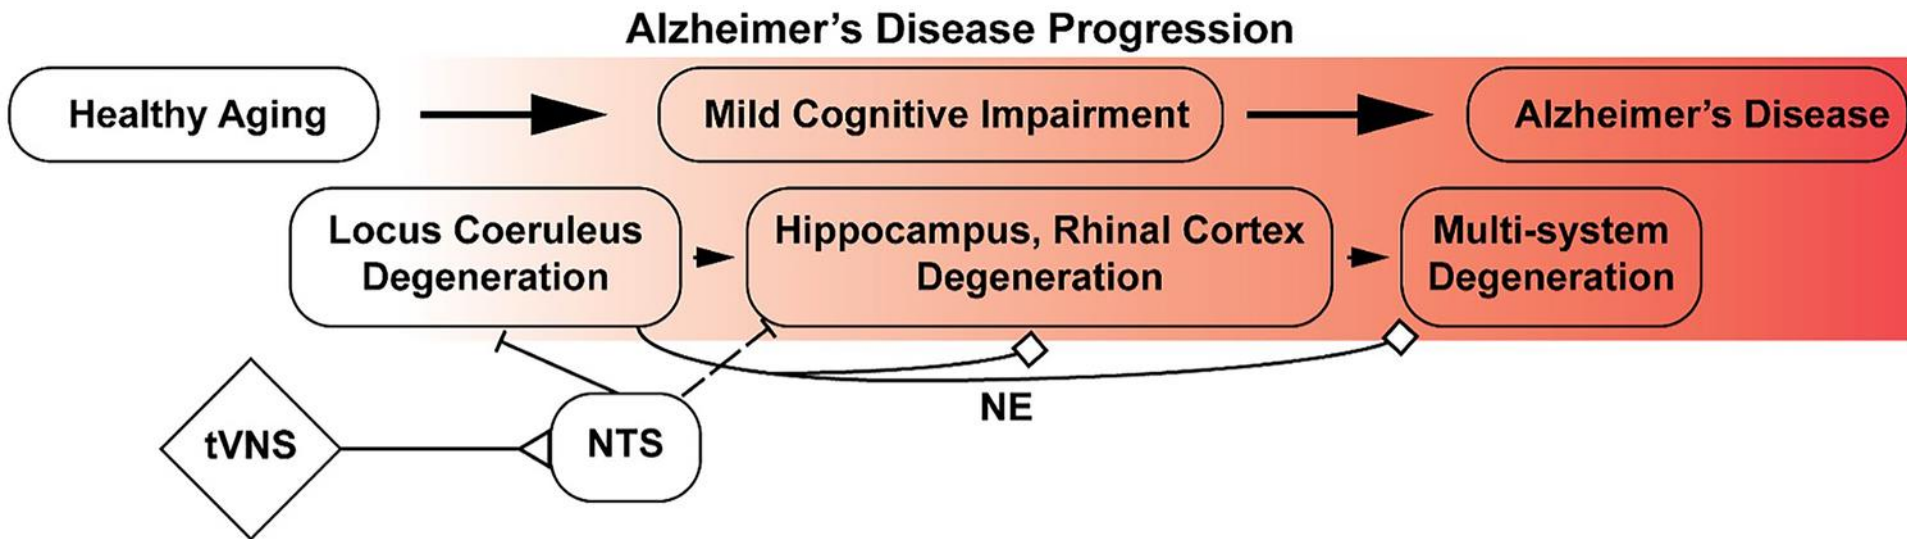 Alzheimer’s Disease Progression
Healthy Aging
Mild Cognitive Impairment
Alzheimer’s Disease
Locus Coeruleus
Degeneration
Hippocampus, Rhinal Cortex
Degeneration
Multi-system
Degeneration
NE
tVNS
NTS